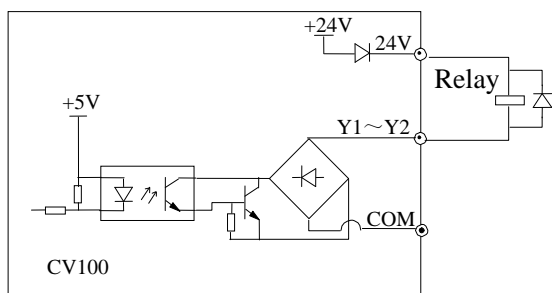 +24V
24V
Relay
+5V
Y1～Y2
COM
CV100